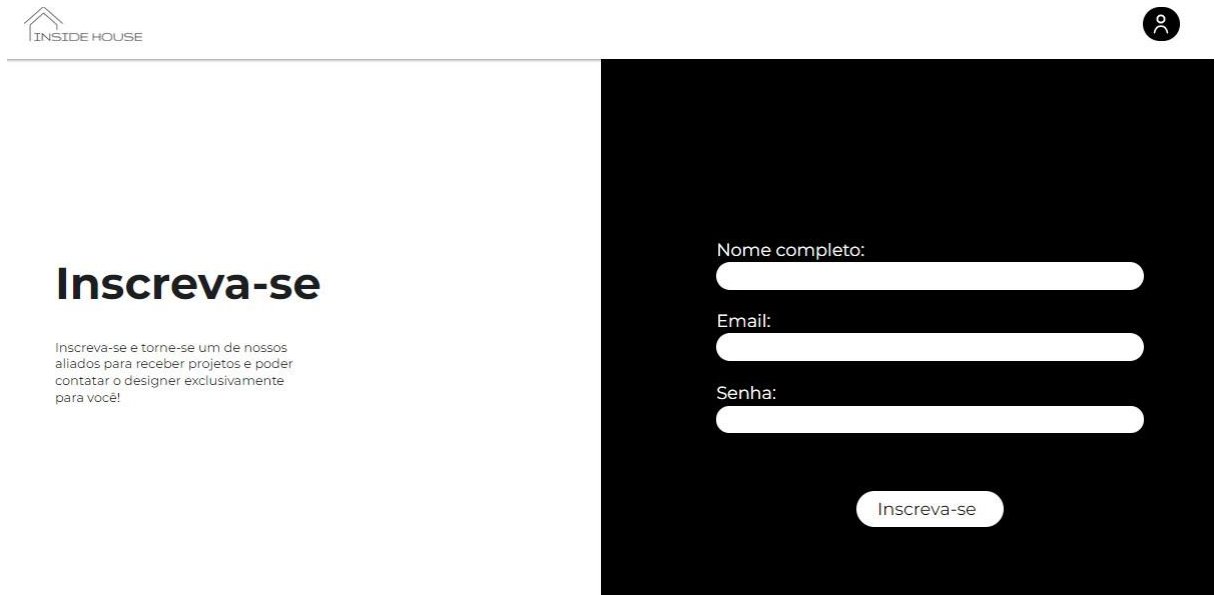 INSIDE HOUSE
Inscreva-se
Inscreva-se e torne-se um de nossos
aliados para receber projetos e poder
contatar o designer exclusivamente
para você!
Nome completo:
Email:
Senha:
Inscreva-se